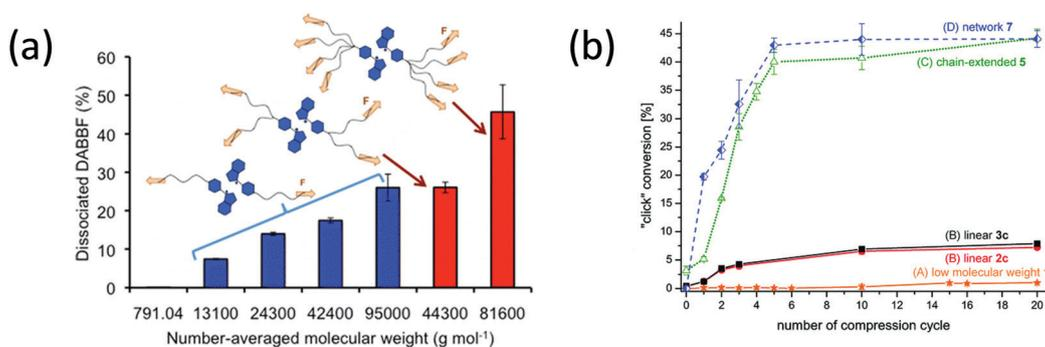 (a)
Dissociated DABBF (%)
60
50
40
30
20
10
0
F
F
F
791.04 13100 24300 42400 95000 44300 81600
Number-averaged molecular weight (g mol⁻¹)
(b)
"click" conversion [%]
45
40
35
30
25
20
15
10
5
0
(D) network 7
(C) chain-extended 5
(B) linear 3c
(B) linear 2c
(A) low molecular weight
0 2 4 6 8 10 12 14 16 18 20
number of compression cycle